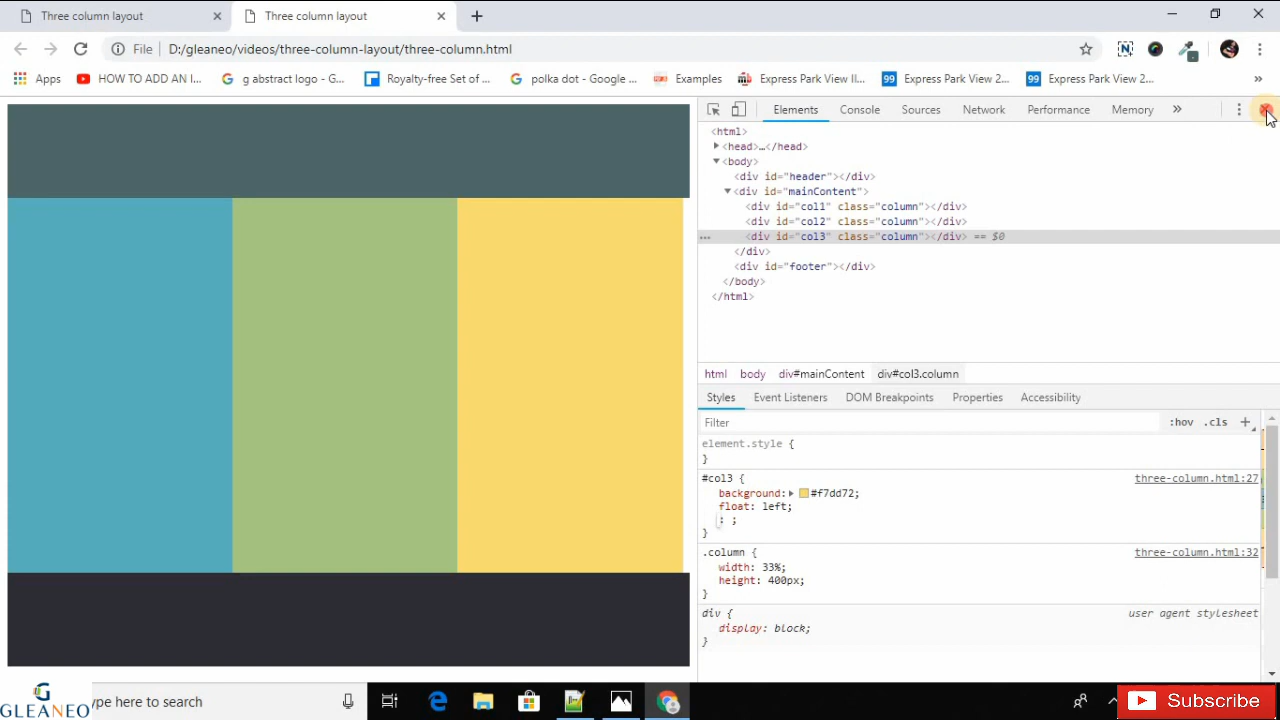 Three column layout
Three column layout
File
D:/gleaneo/videos/three-column-layout/three-column.html
Apps
HOW TO ADD AN I...
g abstract logo - G...
Royalty-free Set of ...
polka dot - Google ...
Examples
Express Park View II...
99
Express Park View 2...
99
Express Park View 2...
»
Elements
Console
Sources
Network
Performance
Memory
»
<html>
<head>…</head>
<body>
<div id="header"></div>
<div id="mainContent">
<div id="col1" class="column"></div>
<div id="col2" class="column"></div>
<div id="col3" class="column"></div> == $0
</div>
<div id="footer"></div>
</body>
</html>
html
body
div#mainContent
div#col3.column
Styles
Event Listeners
DOM Breakpoints
Properties
Accessibility
Filter
:hov
.cls
element.style {
}
#col3 {
three-column.html:27
background: #f7dd72;
float: left;
: ;
}
.column {
three-column.html:32
width: 33%;
height: 400px;
}
div {
user agent stylesheet
display: block;
}
GLEANEO
ype here to search
Subscribe